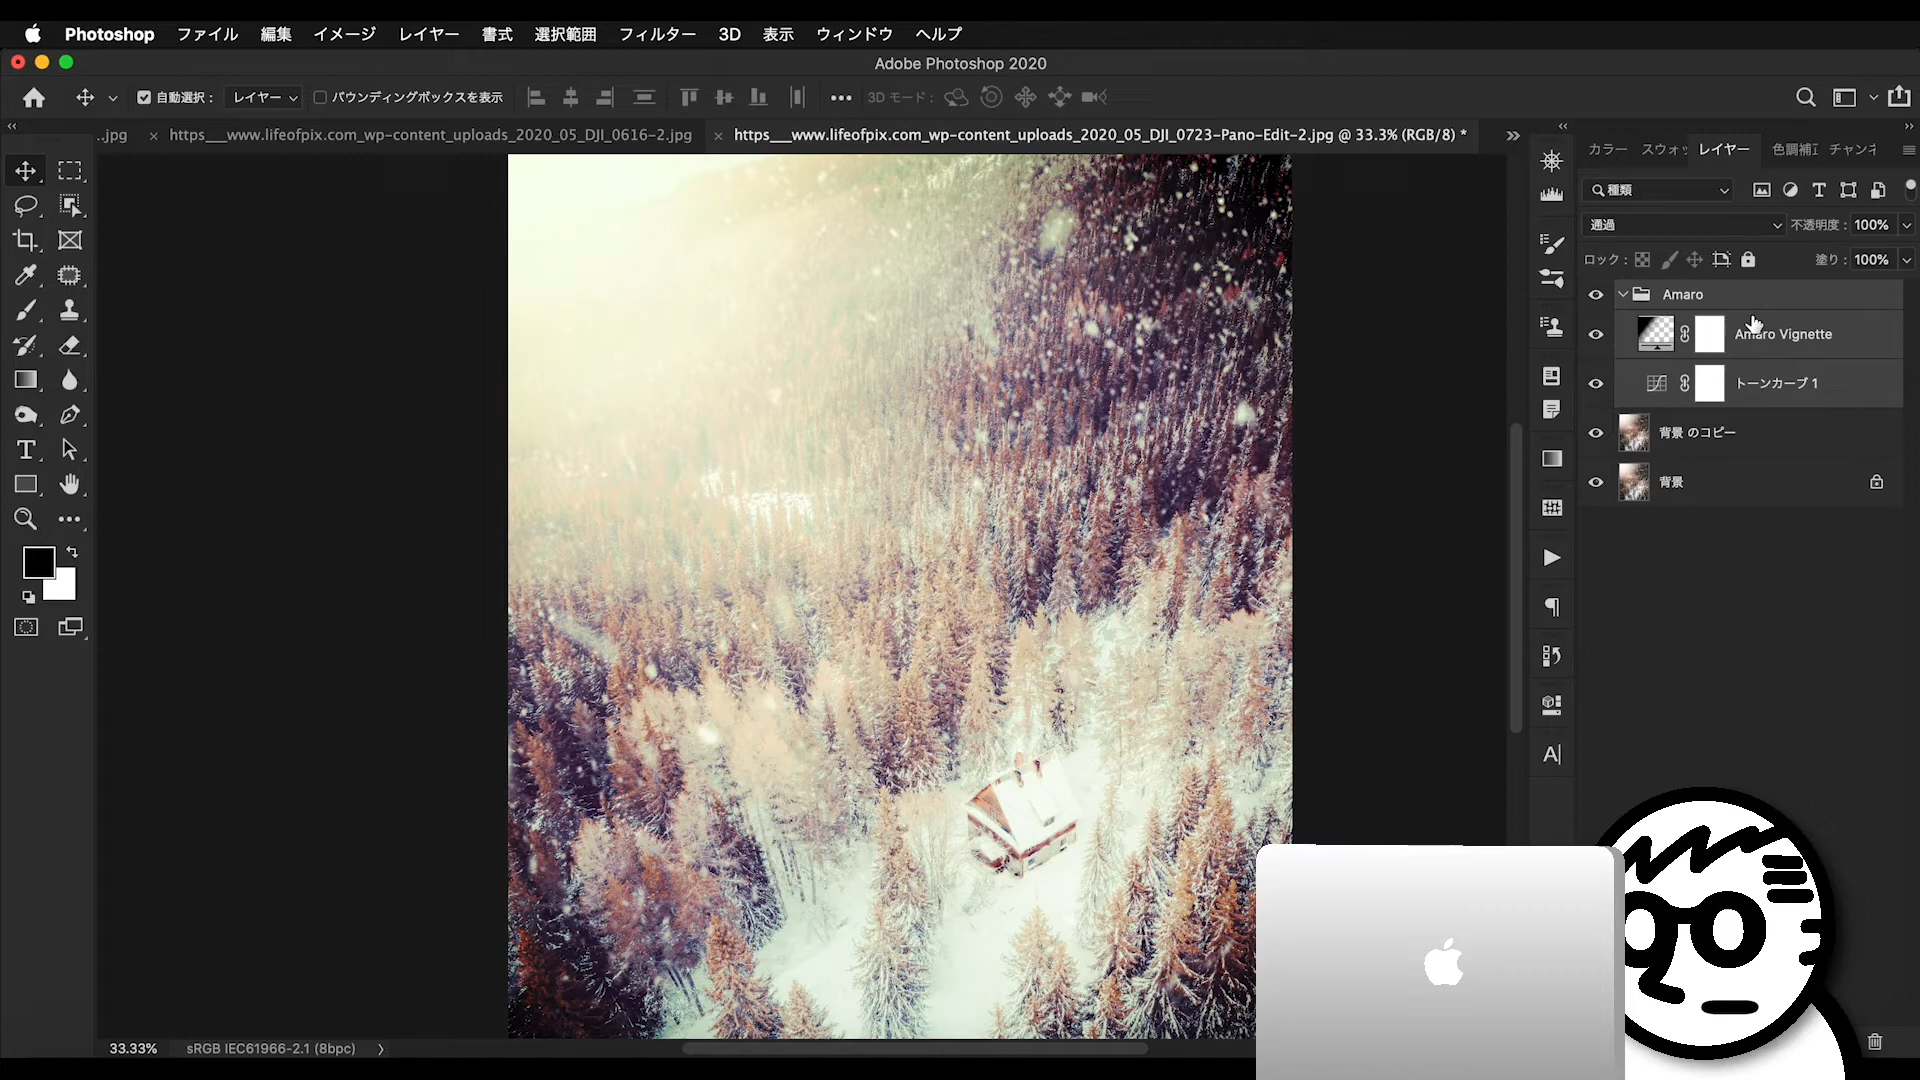 Photoshop ファイル 編集 イメージ レイヤー 書式 選択範囲 フィルター 3D 表示 ウィンドウ ヘルプ
Adobe Photoshop 2020
自動選択： レイヤー バウンディングボックスを表示 3D モード：
..jpg × https___www.lifeofpix.com_wp-content_uploads_2020_05_DJI_0616-2.jpg × https___www.lifeofpix.com_wp-content_uploads_2020_05_DJI_0723-Pano-Edit-2.jpg @ 33.3% (RGB/8) *
カラー スウォッ レイヤー 色調補正 チャンネ
種類
通過 不透明度： 100%
ロック： 塗り： 100%
Amaro
Amaro Vignette
トーンカーブ 1
背景 のコピー
背景
33.33% sRGB IEC61966-2.1 (8bpc)